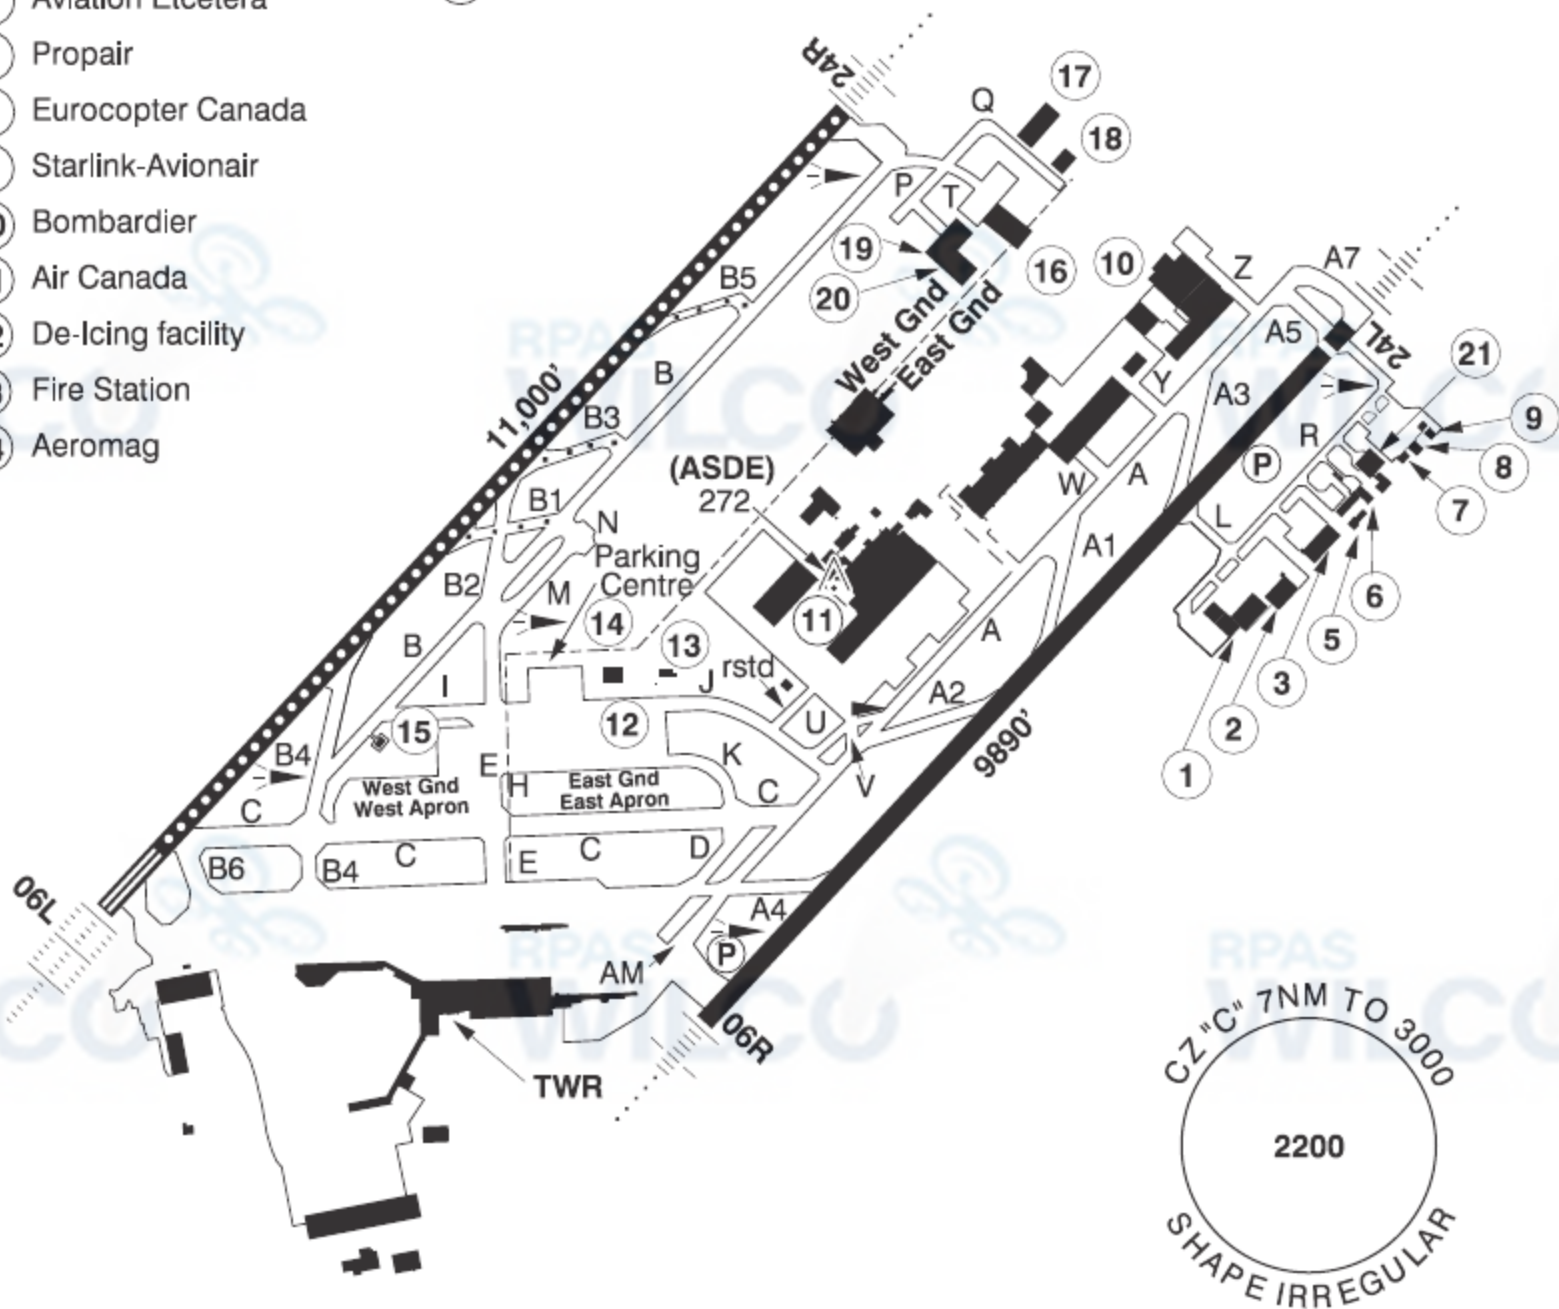 Aviation Etcetera
Propair
Eurocopter Canada
Starlink-Avionair
Bombardier
Air Canada
De-Icing facility
Fire Station
Aeromag
24R
17
Q
18
P
T
19
16
10
Z
A7
20
B5
West Gnd
East Gnd
A5
24L
21
Y
B
11,000'
B3
A3
R
9
(ASDE)
272
P
8
W
A
7
B1
N
L
Parking
Centre
A1
B2
M
14
11
6
13
A
5
B
rstd
J
I
A2
3
15
12
U
2
B4
K
9890'
E
West Gnd
West Apron
H
East Gnd
East Apron
C
V
1
C
B6
B4
C
E
C
D
06L
A4
P
RPAS
WILCO
AM
06R
TWR
CZ "C" 7NM TO 3000
2200
SHAPE IRREGULAR